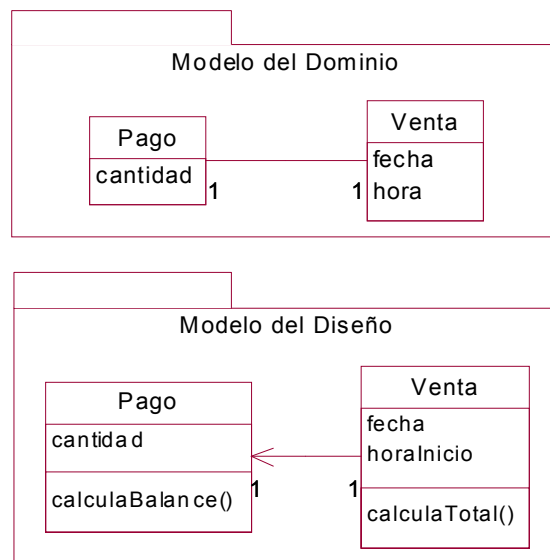 Modelo del Dominio
Pago
cantidad
1
Venta
fecha
hora
1
Modelo del Diseño
Pago
cantidad
calculaBalance()
1
Venta
fecha
horaInicio
1
calculaTotal()